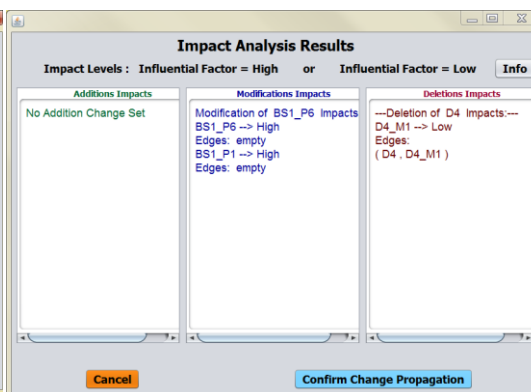 Impact Analysis Results
Impact Levels : Influential Factor = High or Influential Factor = Low Info
Additions Impacts
No Addition Change Set
Modifications Impacts
Modification of BS1_P6 Impacts
BS1_P6 --> High
Edges: empty
BS1_P1 --> High
Edges: empty
Deletions Impacts
---Deletion of D4 Impacts:---
D4_M1 --> Low
Edges:
( D4 , D4_M1 )
Cancel
Confirm Change Propagation